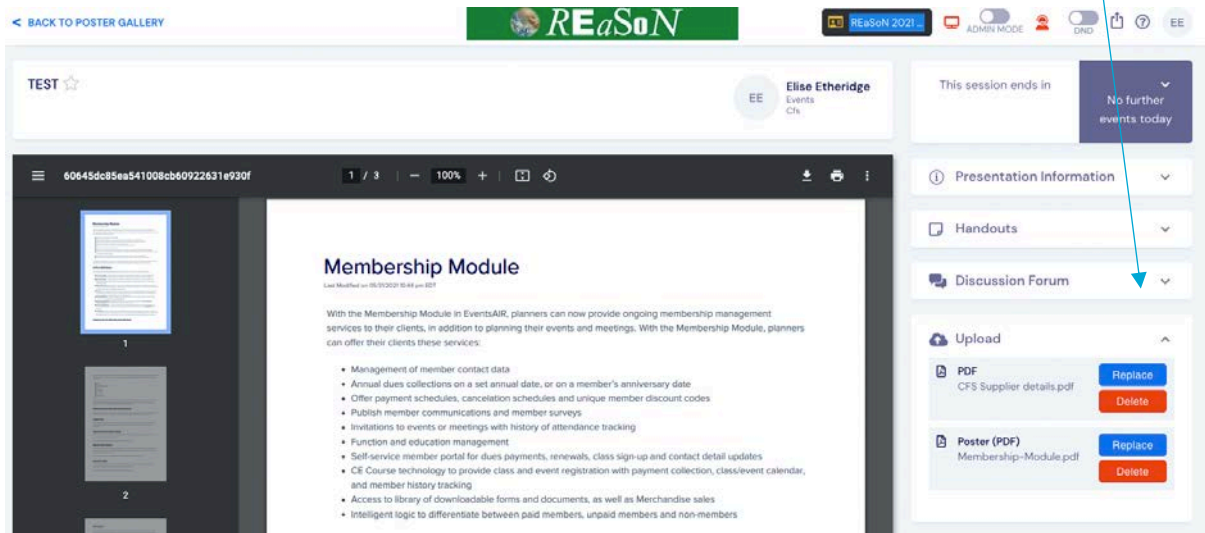 < BACK TO POSTER GALLERY
REaSoN
REaSoN 2021 ...
ADMIN MODE
DND
EE
TEST
EE
Elise Etheridge
Events
Cfs
This session ends in
No further
events today
60645dc85ea541008cb60922631e930f
1 / 3
100%
Membership Module
Last Modified on 05/01/2021 10:44 pm EDT
With the Membership Module in EventsAIR, planners can now provide ongoing membership management
services to their clients, in addition to planning their events and meetings. With the Membership Module, planners
can offer their clients these services:
• Management of member contact data
• Annual dues collections on a set annual date, or on a member's anniversary date
• Offer payment schedules, cancelation schedules and unique member discount codes
• Publish member communications and member surveys
• Invitations to events or meetings with history of attendance tracking
• Function and education management
• Self-service member portal for dues payments, renewals, class sign-up and contact detail updates
• CE Course technology to provide class and event registration with payment collection, class/event calendar,
and member history tracking
• Access to library of downloadable forms and documents, as well as Merchandise sales
• Intelligent logic to differentiate between paid members, unpaid members and non-members
1
2
Presentation Information
Handouts
Discussion Forum
Upload
PDF
CFS Supplier details.pdf
Replace
Delete
Poster (PDF)
Membership-Module.pdf
Replace
Delete